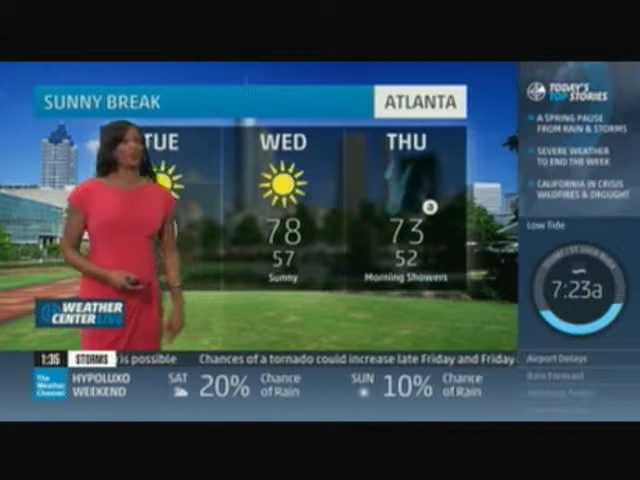 SUNNY BREAK
ATLANTA
TUE
WED
THU
78
57
Sunny
73
52
Morning Showers
a
WEATHER
CENTER LIVE
TODAY'S
TOP STORIES
A SPRING PAUSE
FROM RAIN & STORMS
SEVERE WEATHER
TO END THE WEEK
CALIFORNIA IN CRISIS
WILDFIRES & DROUGHT
Low Tide
7:23a
Airport Delays
Rain Forecast
1:35 STORMS is possible Chances of a tornado could increase late Friday and Friday
The
Weather
Channel
HYPOLUXO
WEEKEND
SAT
20%
Chance
of Rain
SUN
10%
Chance
of Rain